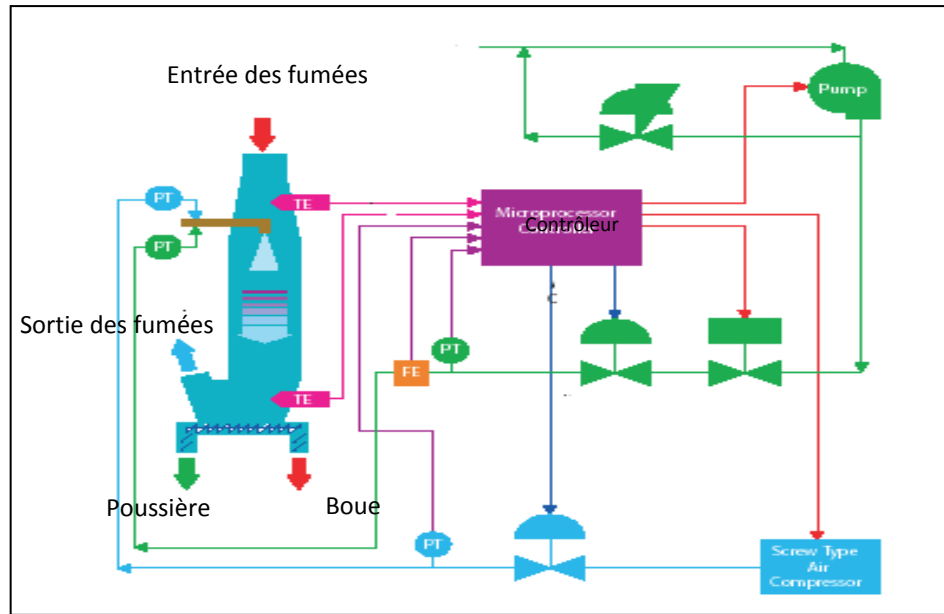 Entrée des fumées
Pump
PT
TE
Microprocessor
Contrôleur
PT
Sortie des fumées
C
PT
FE
TE
Poussière
Boue
PT
Screw Type
Air
Compressor